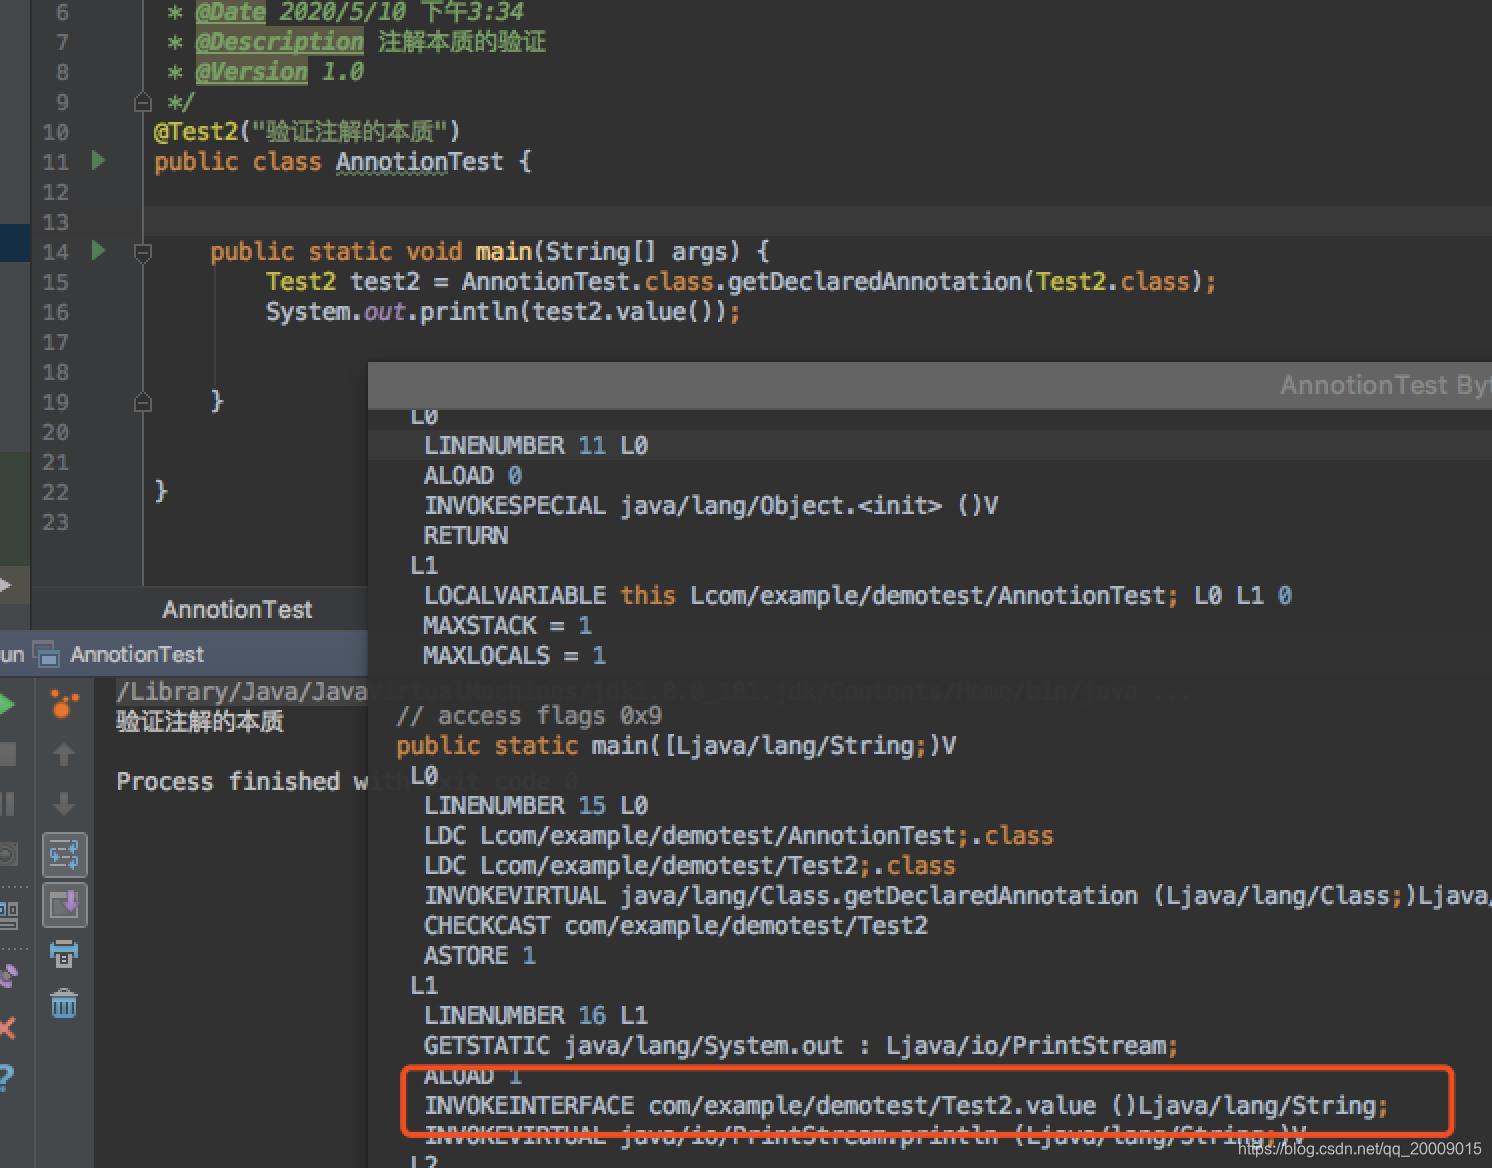 6 * @Date 2020/5/10 下午3:34
7 * @Description 注解本质的验证
8 * @Version 1.0
9 */
10 @Test2("验证注解的本质")
11 public class AnnotionTest {
12
13
14 public static void main(String[] args) {
15 Test2 test2 = AnnotionTest.class.getDeclaredAnnotation(Test2.class);
16 System.out.println(test2.value());
17
18
19 }
20
21
22 }
23
AnnotionTest
un AnnotionTest
/Library/Java/Java
验证注解的本质
Process finished with exit code 0
AnnotionTest Byt
L0
LINENUMBER 11 L0
ALOAD 0
INVOKESPECIAL java/lang/Object.<init> ()V
RETURN
L1
LOCALVARIABLE this Lcom/example/demotest/AnnotionTest; L0 L1 0
MAXSTACK = 1
MAXLOCALS = 1
// access flags 0x9
public static main([Ljava/lang/String;)V
L0
LINENUMBER 15 L0
LDC Lcom/example/demotest/AnnotionTest;.class
LDC Lcom/example/demotest/Test2;.class
INVOKEVIRTUAL java/lang/Class.getDeclaredAnnotation (Ljava/lang/Class;)Ljava/
CHECKCAST com/example/demotest/Test2
ASTORE 1
L1
LINENUMBER 16 L1
GETSTATIC java/lang/System.out : Ljava/io/PrintStream;
ALOAD 1
INVOKEINTERFACE com/example/demotest/Test2.value ()Ljava/lang/String;
INVOKEVIRTUAL java/io/PrintStream.println (Ljava/lang/String;)V
L2
https://blog.csdn.net/qq_20009015